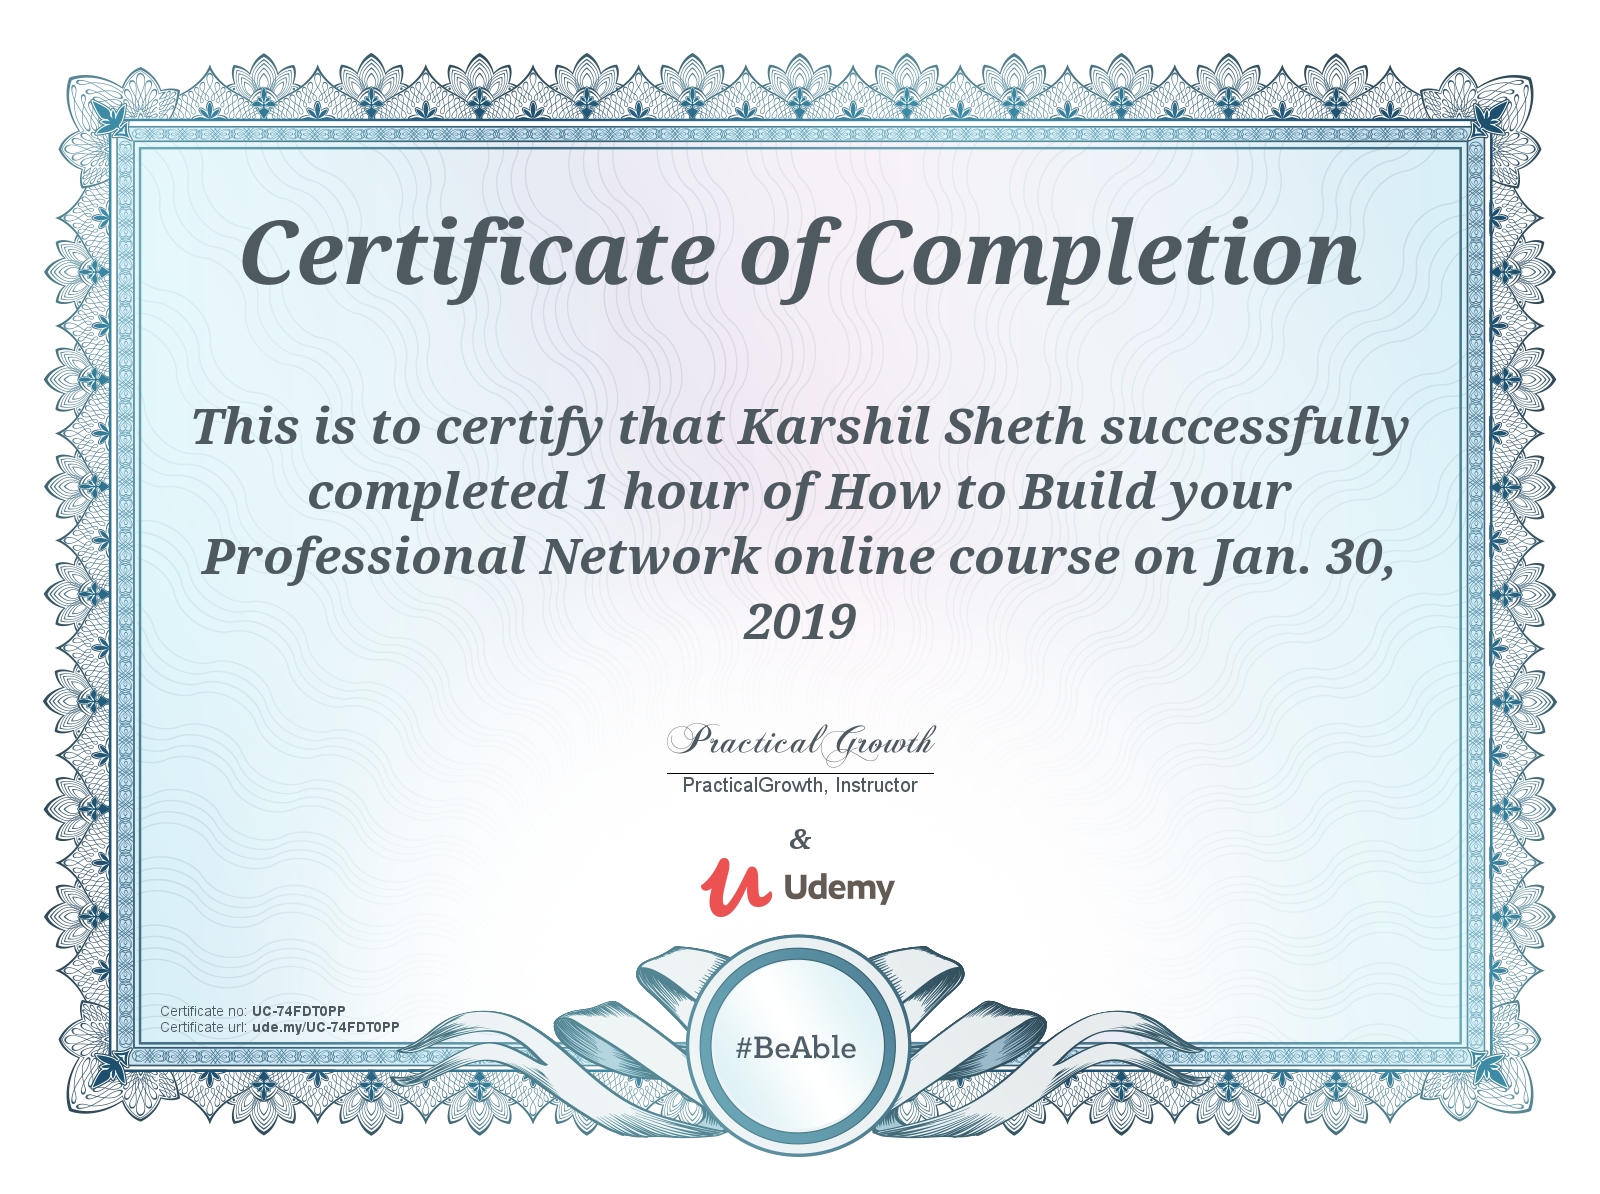 Certificate of Completion
This is to certify that Karshil Sheth successfully
completed 1 hour of How to Build your
Professional Network online course on Jan. 30,
2019
PracticalGrowth
PracticalGrowth, Instructor
&
Udemy
Certificate no: UC-74FDT0PP
Certificate url: ude.my/UC-74FDT0PP
#BeAble